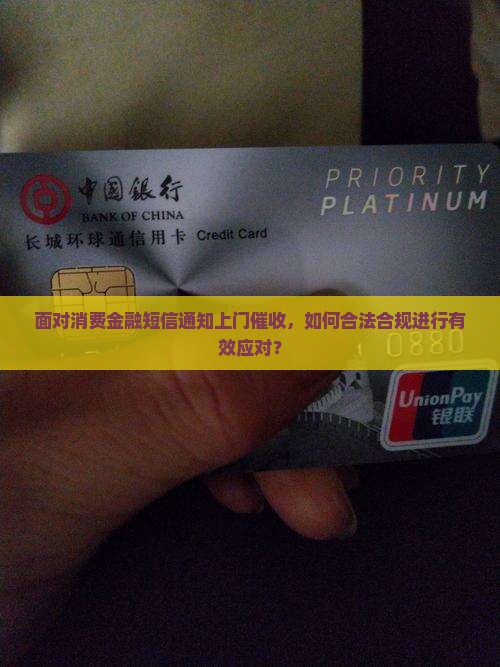 PRIORITY
PLATINUM
中国银行
BANK OF CHINA
长城环球通信用卡 Credit Card
面对消费金融短信通知上门催收，如何合法合规进行有
效应对？
0880
UnionPay
银联